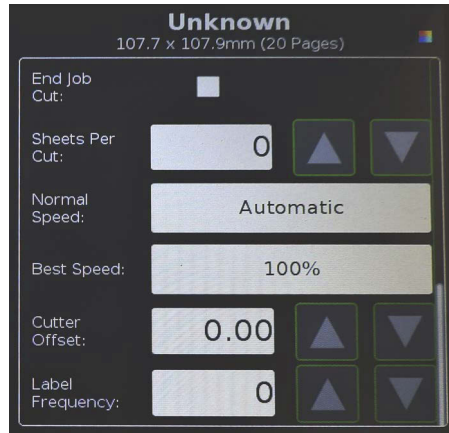 Unknown
107.7 x 107.9mm (20 Pages)
End Job
Cut:
Sheets Per
Cut:
0
Normal
Speed:
Automatic
Best Speed:
100%
Cutter
Offset:
0.00
Label
Frequency:
0